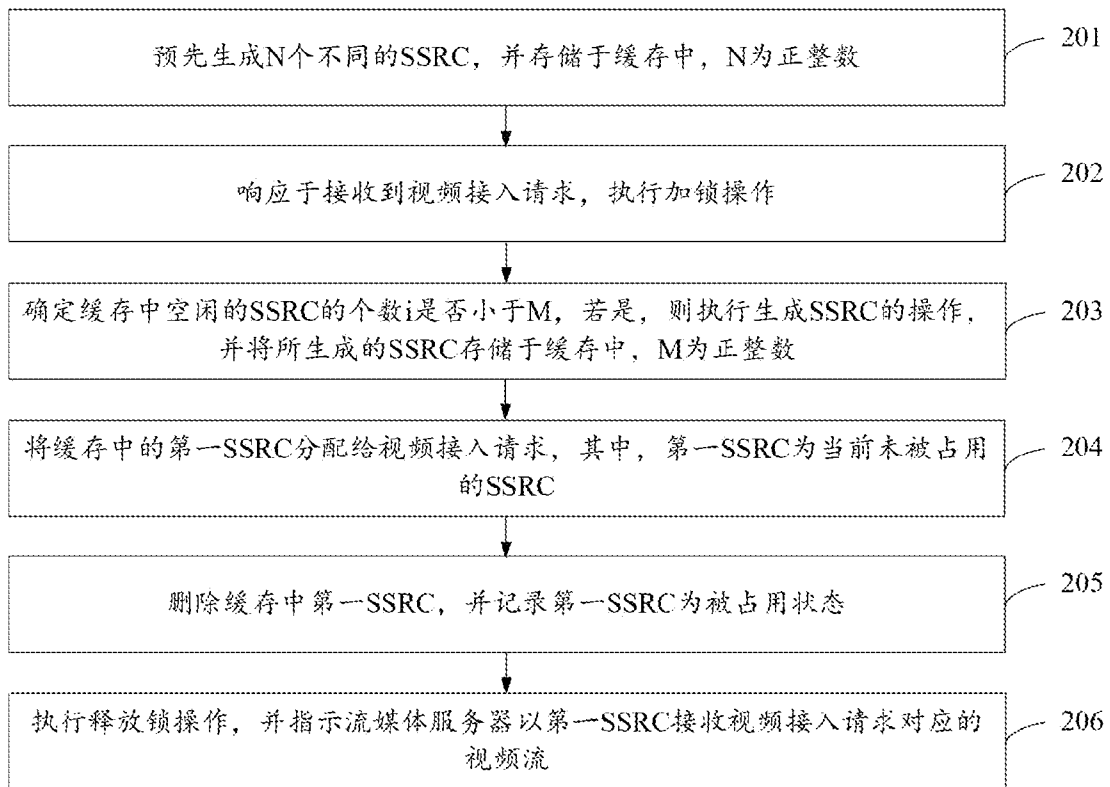 预先生成N个不同的SSRC，并存储于缓存中，N为正整数
201
响应于接收到视频接入请求，执行加锁操作
202
确定缓存中空闲的SSRC的个数i是否小于M，若是，则执行生成SSRC的操作，
并将所生成的SSRC存储于缓存中，M为正整数
203
将缓存中的第一SSRC分配给视频接入请求，其中，第一SSRC为当前未被占用
的SSRC
204
删除缓存中第一SSRC，并记录第一SSRC为被占用状态
205
执行释放锁操作，并指示流媒体服务器以第一SSRC接收视频接入请求对应的
视频流
206